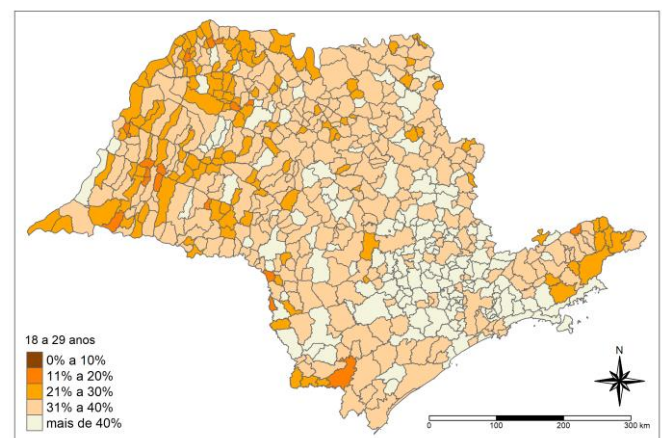 18 a 29 anos
0% a 10%
11% a 20%
21% a 30%
31% a 40%
mais de 40%
N
0 100 200 300 km